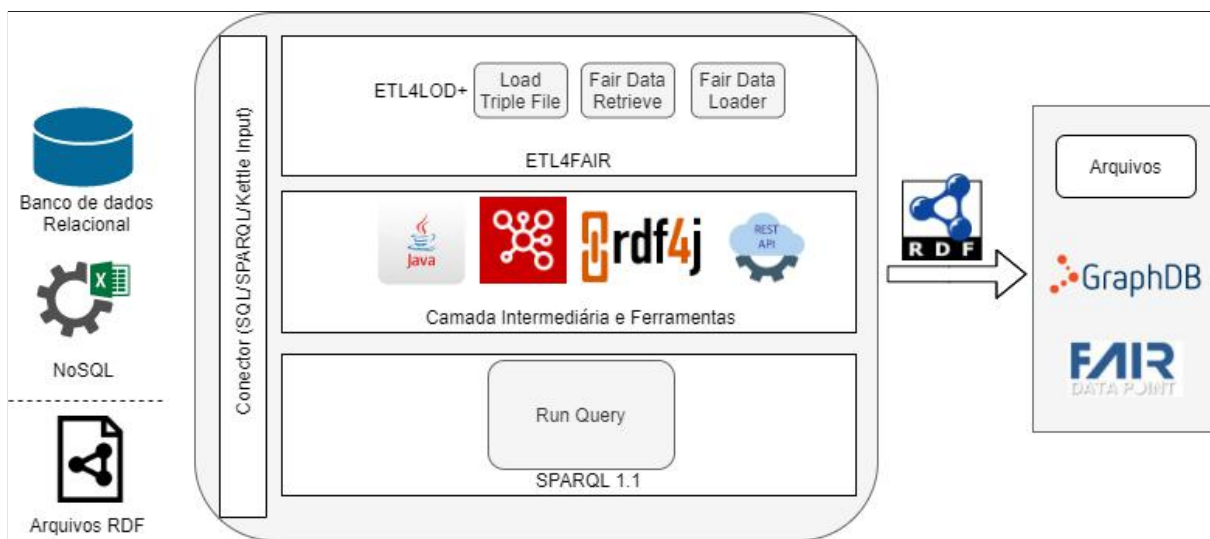 Banco de dados
Relacional
X
NoSQL
Arquivos RDF
Conector (SQL/SPARQL/Kettle Input)
ETL4LOD+
Load
Triple File
Fair Data
Retrieve
Fair Data
Loader
ETL4FAIR
Java
rdf4j
REST
API
Camada Intermediária e Ferramentas
Run Query
SPARQL 1.1
RDF
Arquivos
GraphDB
FAIR
DATA POINT